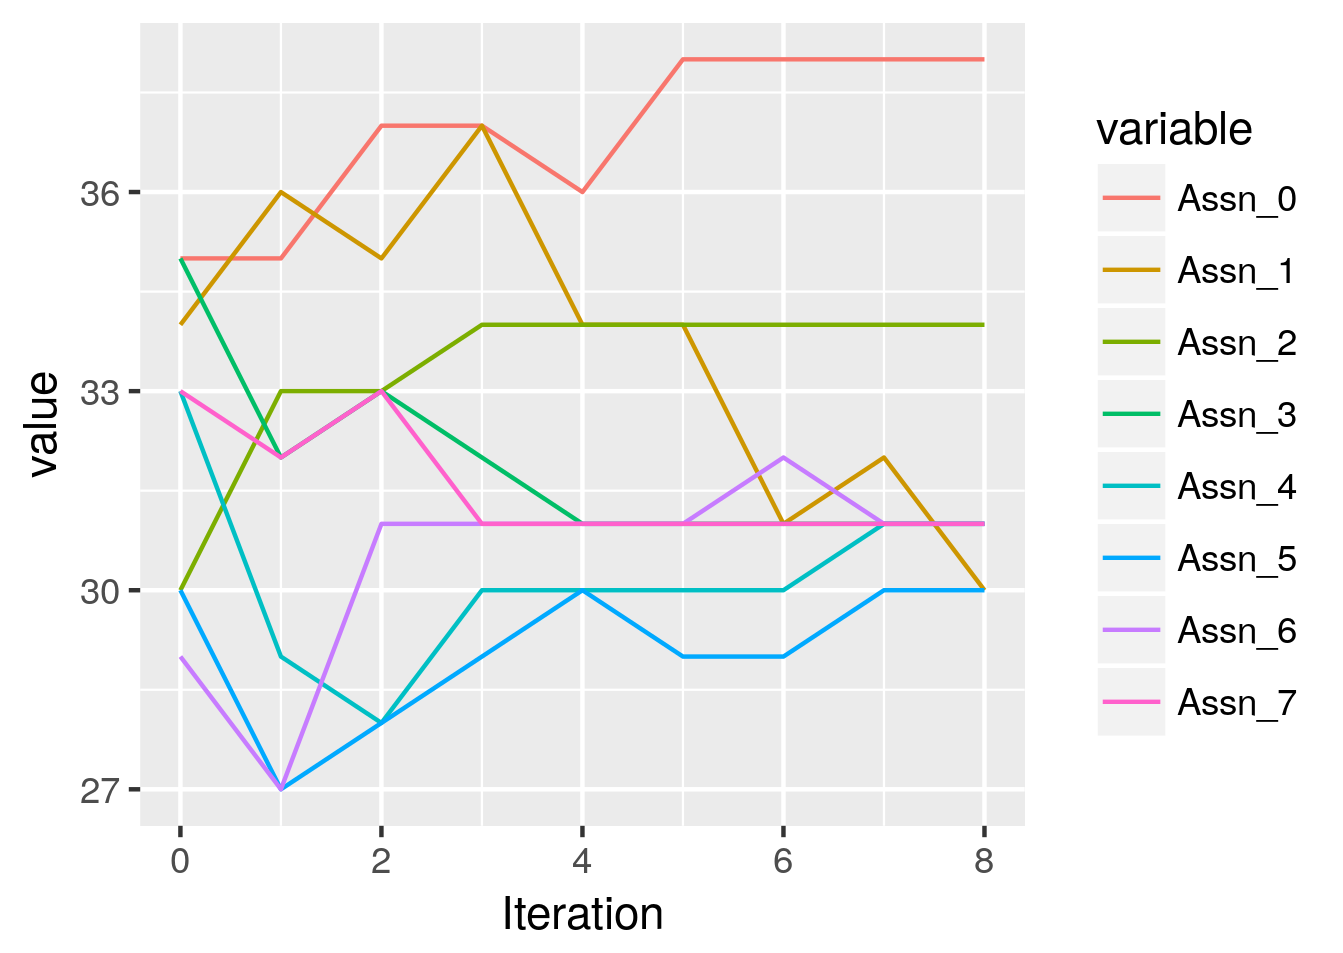 36
33
30
27
value
0 2 4 6 8
Iteration
variable
Assn_0
Assn_1
Assn_2
Assn_3
Assn_4
Assn_5
Assn_6
Assn_7